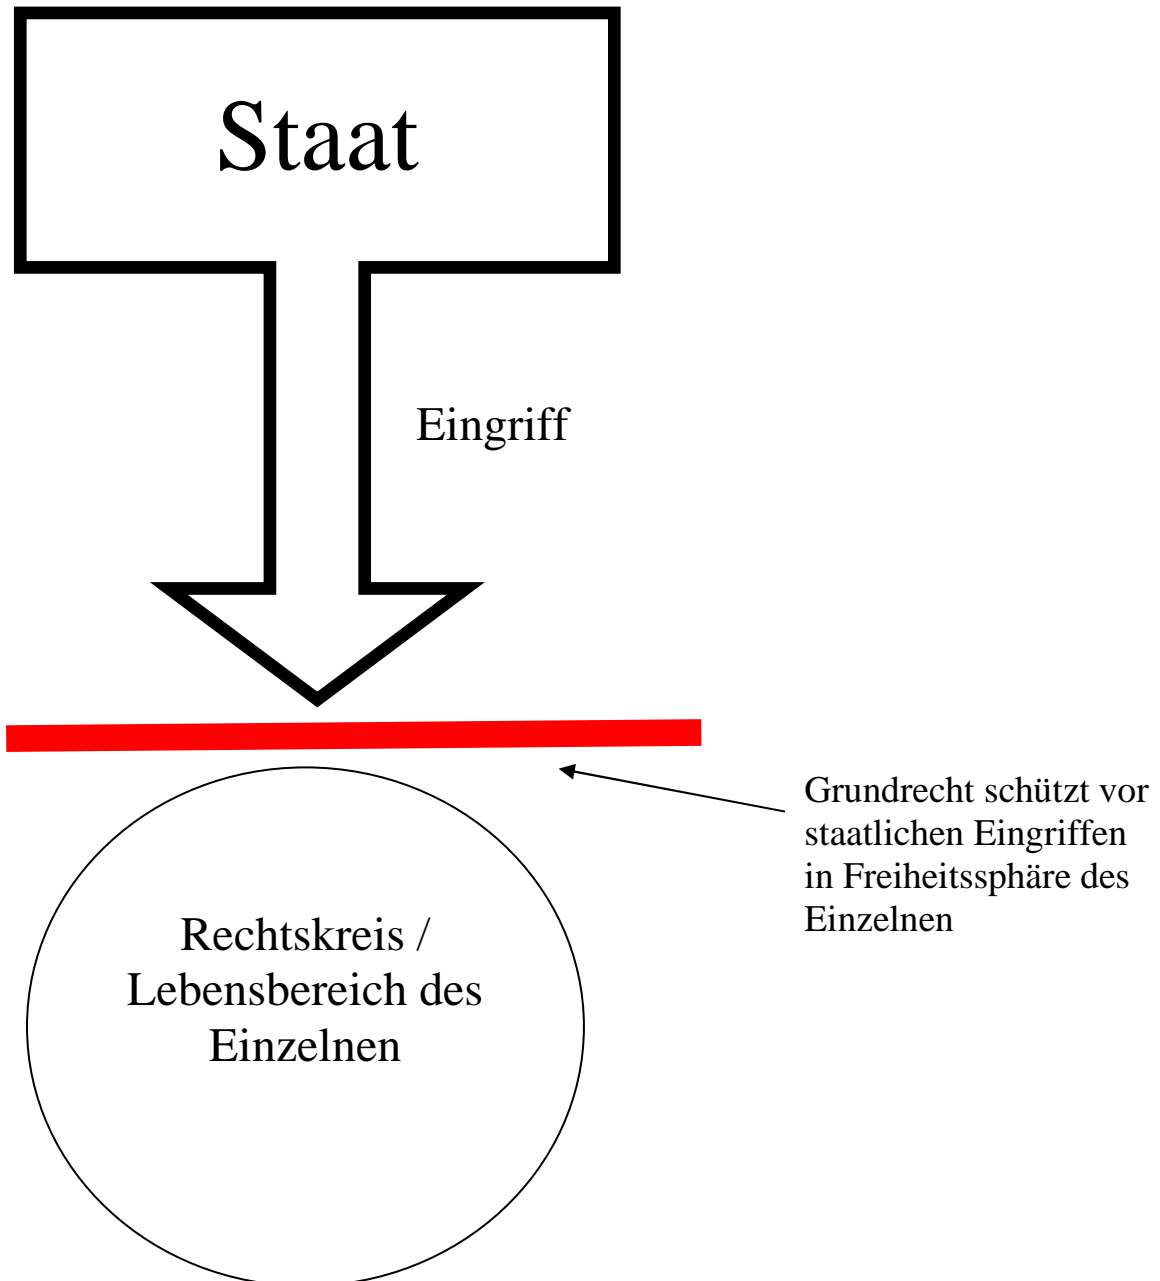 Staat
Eingriff
Grundrecht schützt vor
staatlichen Eingriffen
in Freiheitssphäre des
Einzelnen
Rechtskreis /
Lebensbereich des
Einzelnen